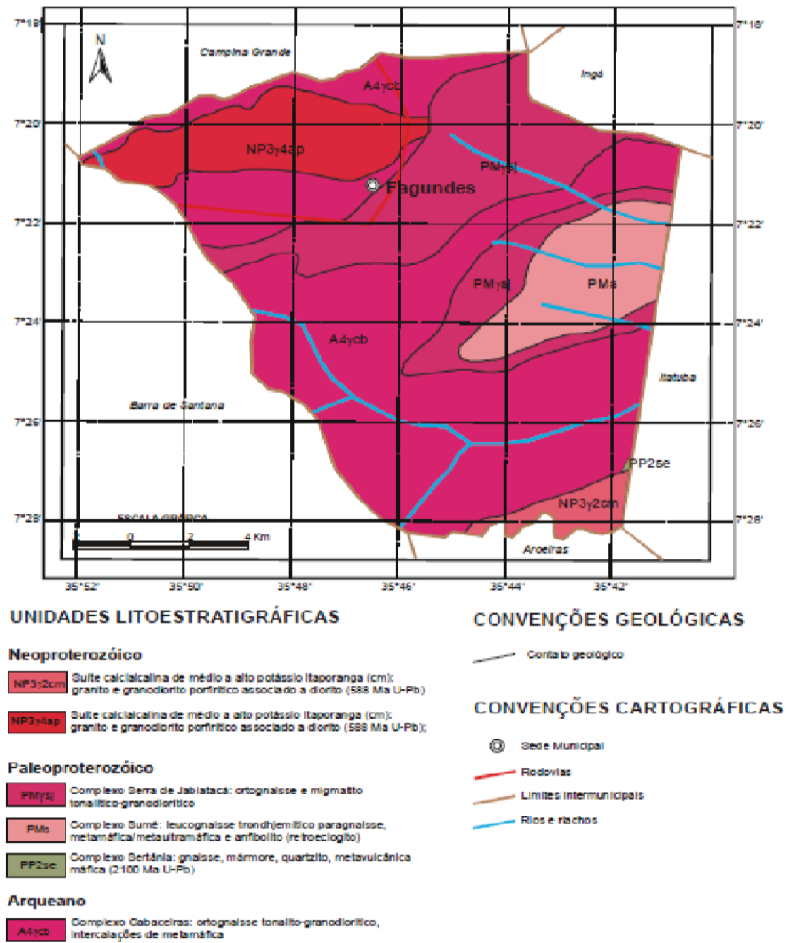 7°18' 7°18'
N
Campina Grande
Ingá
A4γcb
7°20' 7°20'
NP3γ4ap
PMγsj
Fagundes
7°22' 7°22'
PMγsj
PMs
7°24' 7°24'
A4γcb
Itatuba
Barra de Santana
7°26' 7°26'
PP2se
NP3γ2cm
7°28' 7°28'
ESCALA GRÁFICA
2 0 2 4 Km
Aroeiras
35°52' 35°50' 35°48' 35°46' 35°44' 35°42'
UNIDADES LITOESTRATIGRÁFICAS
Neoproterozóico
NP3γ2cm Suíte calcialcalina de médio a alto potássio Itaporanga (cm):
granito e granodiorito porfirítico associado a diorito (588 Ma U-Pb)
NP3γ4ap Suíte calcialcalina de médio a alto potássio Itaporanga (cm):
granito e granodiorito porfirítico associado a diorito (588 Ma U-Pb);
Paleoproterozóico
PMγsj Complexo Serra de Jabiatacá: ortognaisse e migmatito
tonalítico-granodiorítico
PMs Complexo Sumé: leucognaisse trondhjemítico paragnaisse,
metamáfica/metaultramáfica e anfibolito (retroeclogito)
PP2se Complexo Sertânia: gnaisse, mármore, quartzito, metavulcânica
máfica (2100 Ma U-Pb)
Arqueano
A4γcb Complexo Cabaceiras: ortognaisse tonalito-granodiorítico,
intercalações de metamáfica
CONVENÇÕES GEOLÓGICAS
Contato geológico
CONVENÇÕES CARTOGRÁFICAS
Sede Municipal
Rodovias
Limites intermunicipais
Rios e riachos